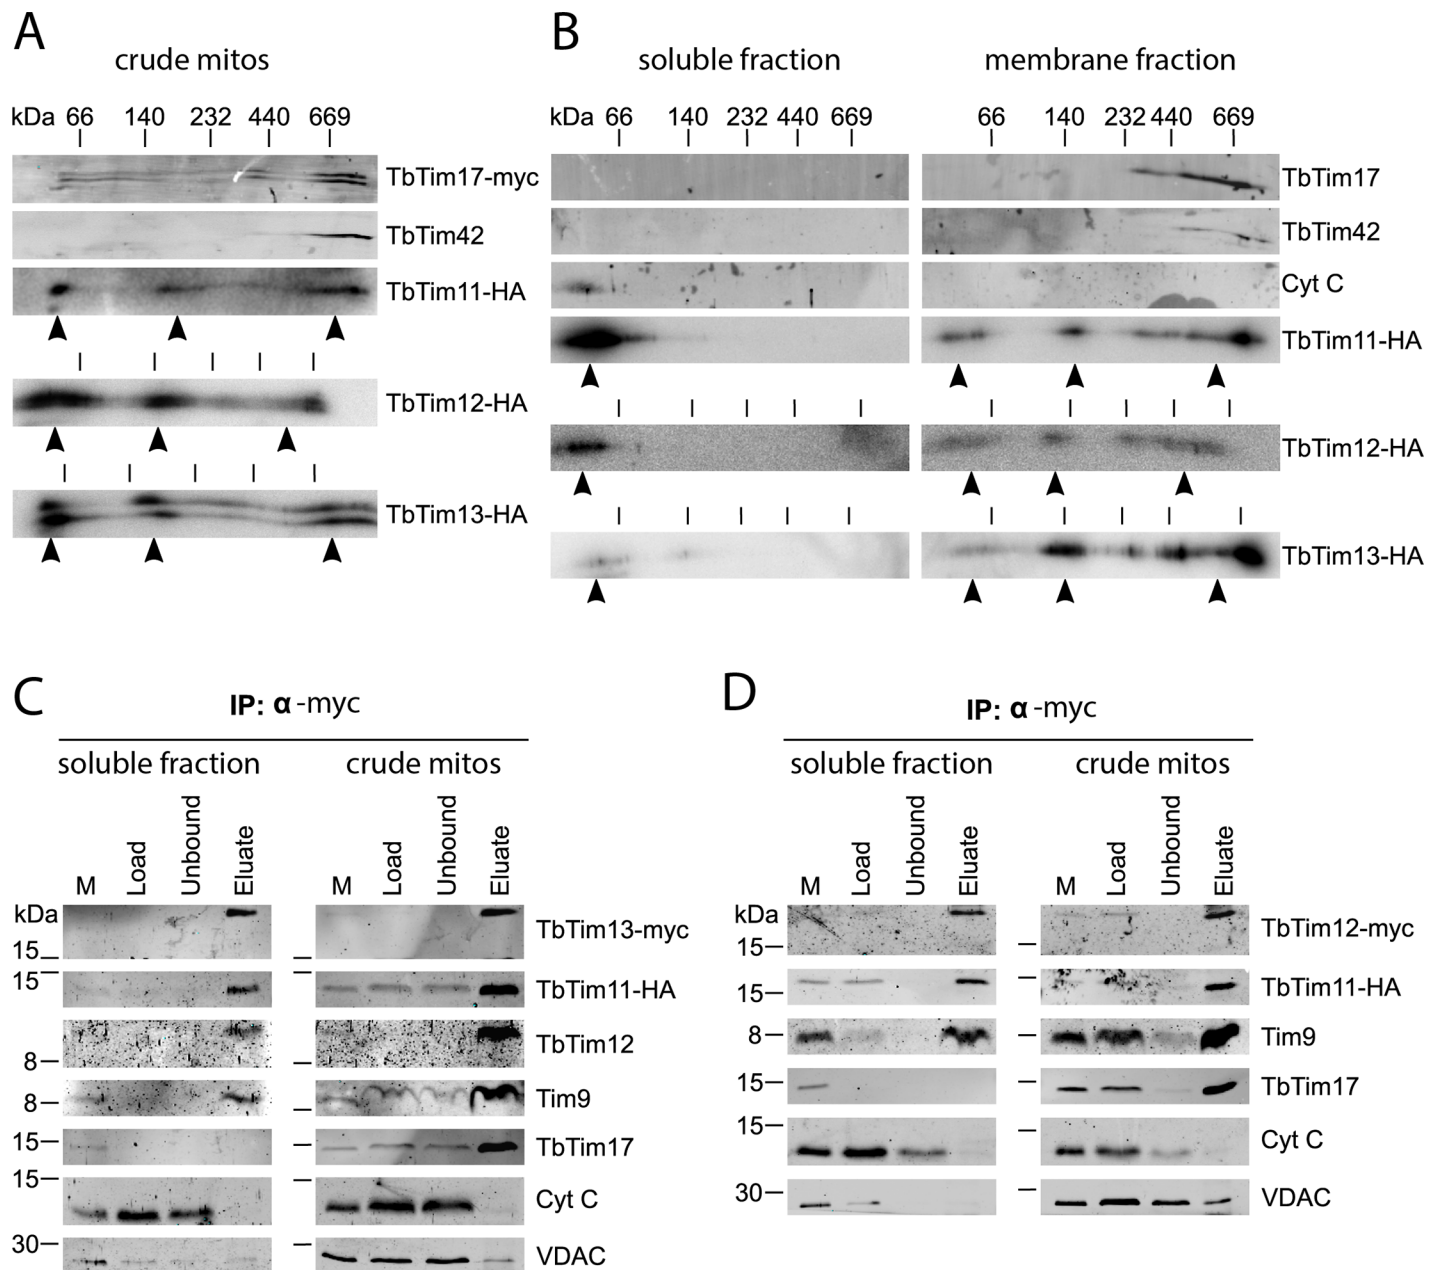 A
crude mitos
kDa 66 140 232 440 669
TbTim17-myc
TbTim42
TbTim11-HA
TbTim12-HA
TbTim13-HA
B
soluble fraction membrane fraction
kDa 66 140 232 440 669 66 140 232 440 669
TbTim17
TbTim42
Cyt C
TbTim11-HA
TbTim12-HA
TbTim13-HA
C
IP: α-myc
soluble fraction crude mitos
M Load Unbound Eluate M Load Unbound Eluate
kDa
15 TbTim13-myc
15 TbTim11-HA
8 TbTim12
8 Tim9
15 TbTim17
15 Cyt C
30 VDAC
D
IP: α-myc
soluble fraction crude mitos
M Load Unbound Eluate M Load Unbound Eluate
kDa
15 TbTim12-myc
15 TbTim11-HA
8 Tim9
15 TbTim17
15 Cyt C
30 VDAC